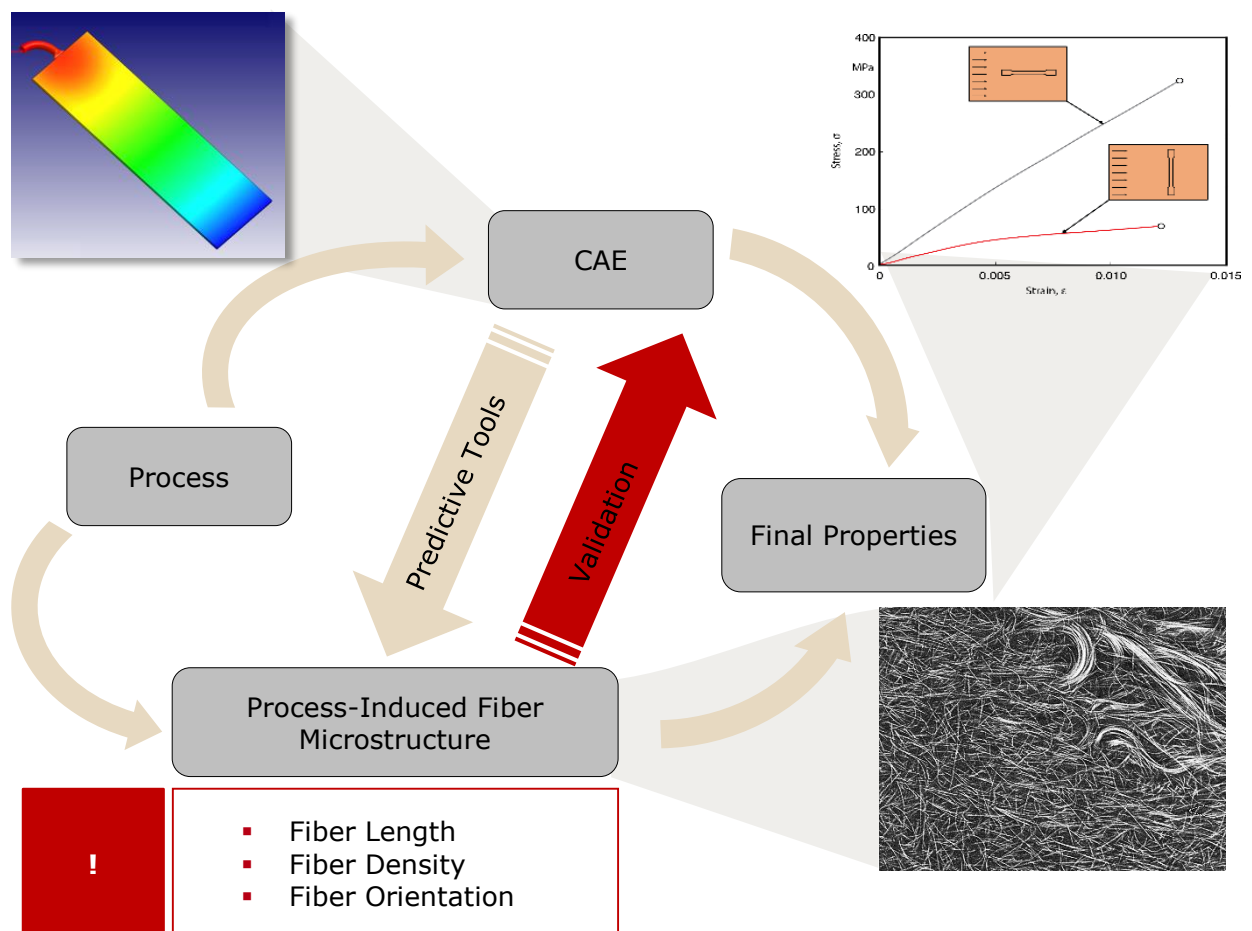 400
MPa
300
Stress, σ
200
100
0
0
0.005
0.010
0.015
Strain, ε
CAE
Process
Predictive Tools
Validation
Final Properties
Process-Induced Fiber
Microstructure
!
▪ Fiber Length
▪ Fiber Density
▪ Fiber Orientation